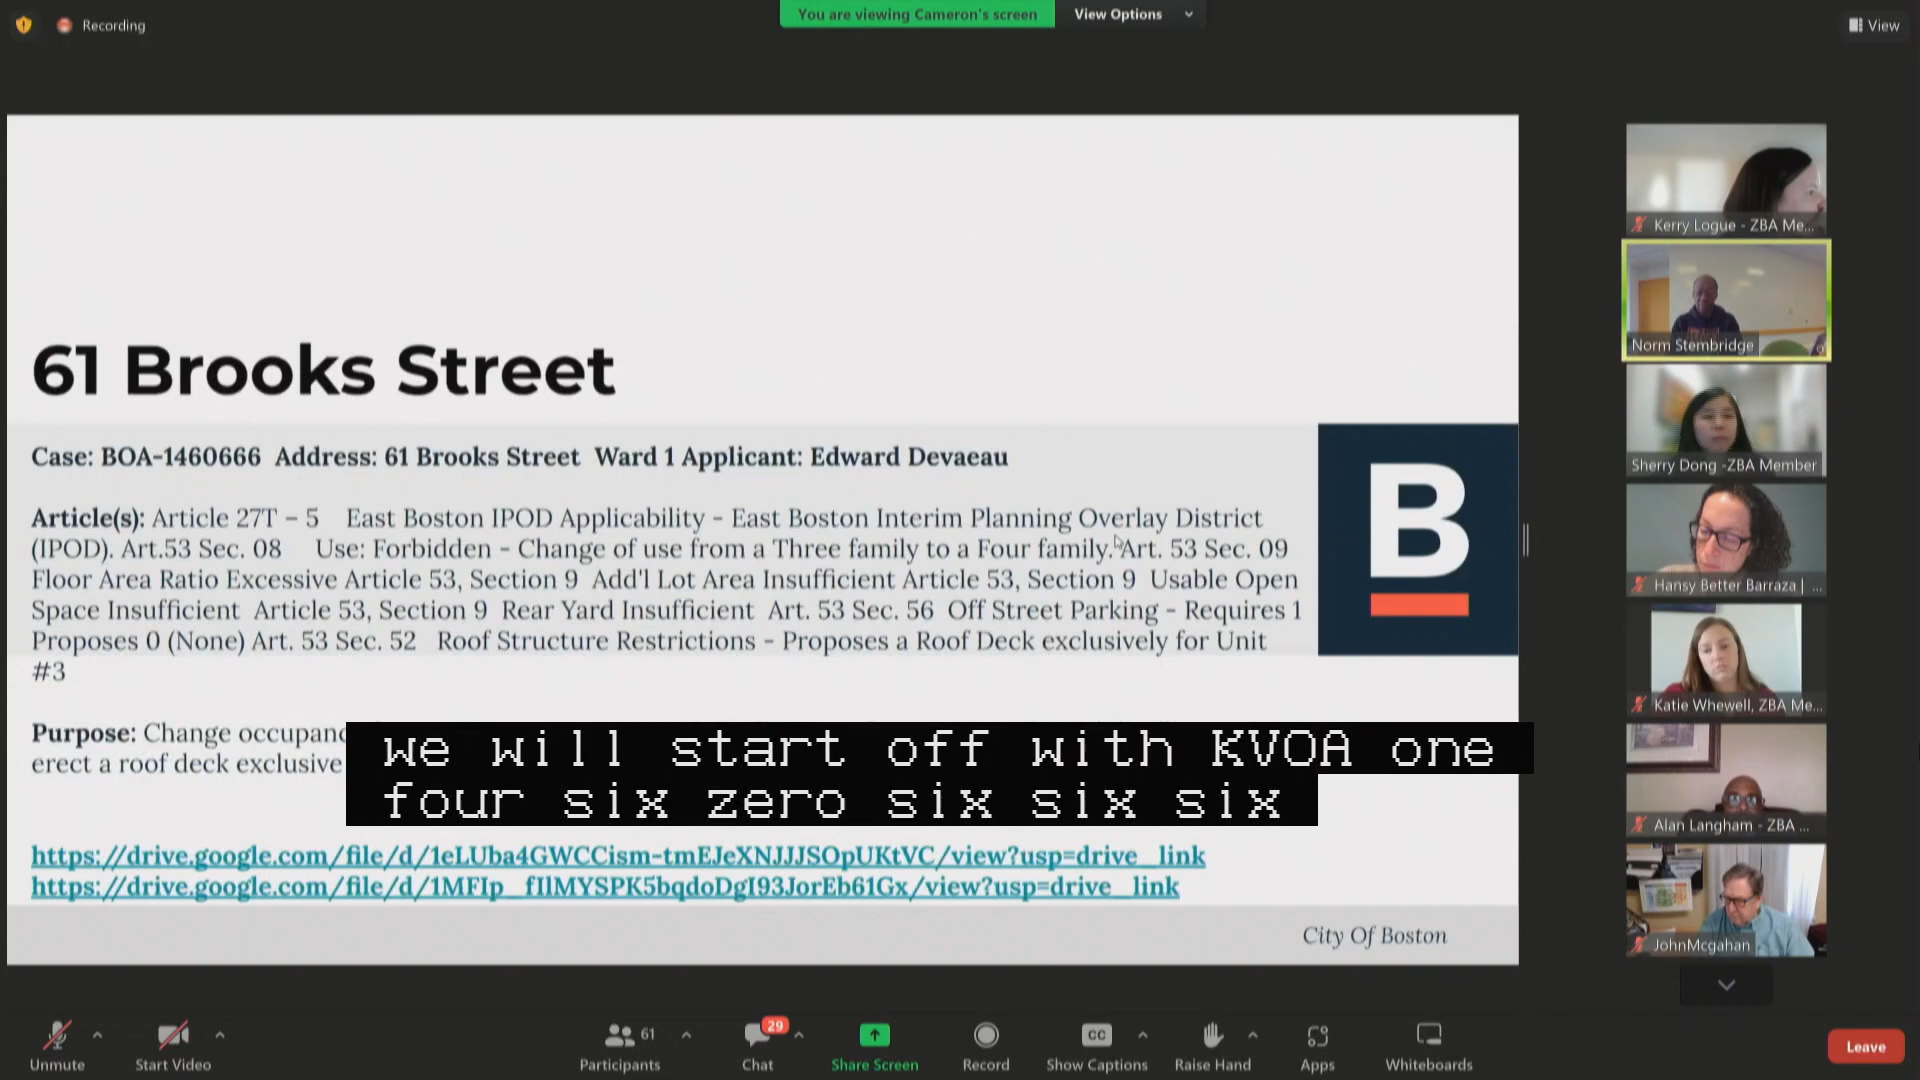 Recording
You are viewing Cameron's screen
View Options
View
61 Brooks Street
Case: BOA-1460666 Address: 61 Brooks Street Ward 1 Applicant: Edward Devaeau
Article(s): Article 27T – 5 East Boston IPOD Applicability - East Boston Interim Planning Overlay District
(IPOD). Art.53 Sec. 08 Use: Forbidden - Change of use from a Three family to a Four family. Art. 53 Sec. 09
Floor Area Ratio Excessive Article 53, Section 9 Add'l Lot Area Insufficient Article 53, Section 9 Usable Open
Space Insufficient Article 53, Section 9 Rear Yard Insufficient Art. 53 Sec. 56 Off Street Parking - Requires 1
Proposes 0 (None) Art. 53 Sec. 52 Roof Structure Restrictions - Proposes a Roof Deck exclusively for Unit
#3
B
Purpose: Change occupanc
erect a roof deck exclusive
we will start off with KVOA one
four six zero six six six
https://drive.google.com/file/d/1eLUba4GWCCism-tmEJeXNJJJSOpUKtVC/view?usp=drive_link
https://drive.google.com/file/d/1MFIp_fIlMYSPK5bqdoDgI93JorEb61Gx/view?usp=drive_link
City Of Boston
Kerry Logue - ZBA Me...
Norm Stembridge
Sherry Dong -ZBA Member
Hansy Better Barraza | ...
Katie Whewell, ZBA Me...
Alan Langham - ZBA ...
JohnMcgahan
Unmute
Start Video
61
Participants
29
Chat
Share Screen
Record
CC
Show Captions
Raise Hand
Apps
Whiteboards
Leave